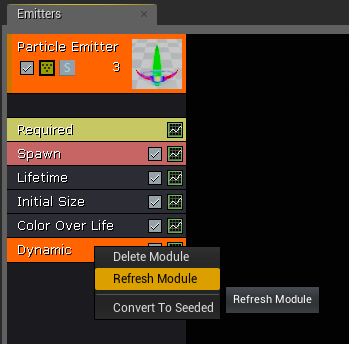 Emitters
Particle Emitter
S 3
Required
Spawn
Lifetime
Initial Size
Color Over Life
Dynamic
Delete Module
Refresh Module
Convert To Seeded
Refresh Module